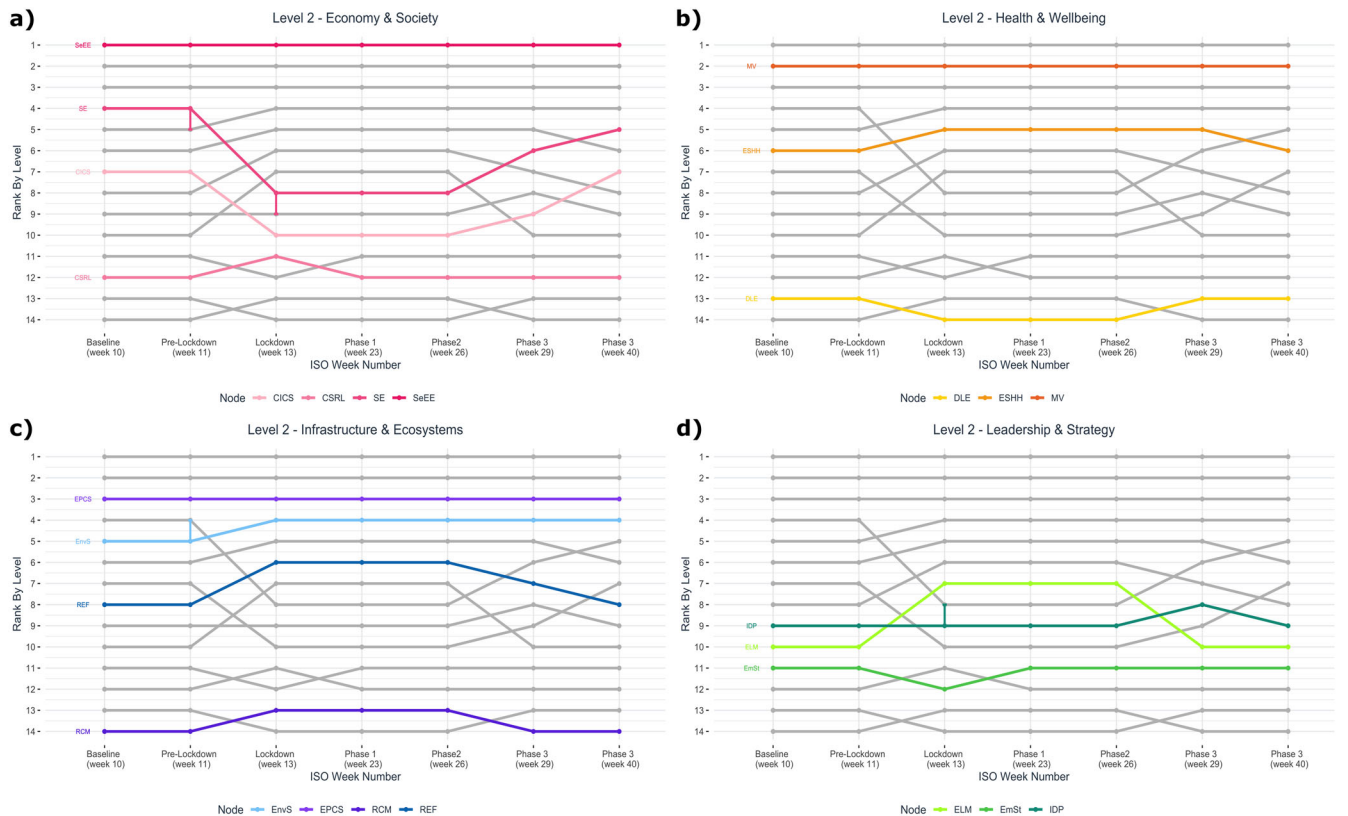 a)
Level 2 - Economy & Society
Rank By Level
1
2
3
4
5
6
7
8
9
10
11
12
13
14
SeEE
SE
CICS
CSRL
Baseline (week 10)
Pre-Lockdown (week 11)
Lockdown (week 13)
Phase 1 (week 23)
Phase2 (week 26)
Phase 3 (week 29)
Phase 3 (week 40)
ISO Week Number
Node CICS CSRL SE SeEE
b)
Level 2 - Health & Wellbeing
Rank By Level
1
2
3
4
5
6
7
8
9
10
11
12
13
14
MV
ESHH
DLE
Baseline (week 10)
Pre-Lockdown (week 11)
Lockdown (week 13)
Phase 1 (week 23)
Phase2 (week 26)
Phase 3 (week 29)
Phase 3 (week 40)
ISO Week Number
Node DLE ESHH MV
c)
Level 2 - Infrastructure & Ecosystems
Rank By Level
1
2
3
4
5
6
7
8
9
10
11
12
13
14
EPCS
EnvS
REF
RCM
Baseline (week 10)
Pre-Lockdown (week 11)
Lockdown (week 13)
Phase 1 (week 23)
Phase2 (week 26)
Phase 3 (week 29)
Phase 3 (week 40)
ISO Week Number
Node EnvS EPCS RCM REF
d)
Level 2 - Leadership & Strategy
Rank By Level
1
2
3
4
5
6
7
8
9
10
11
12
13
14
IDP
ELM
EmSt
Baseline (week 10)
Pre-Lockdown (week 11)
Lockdown (week 13)
Phase 1 (week 23)
Phase2 (week 26)
Phase 3 (week 29)
Phase 3 (week 40)
ISO Week Number
Node ELM EmSt IDP